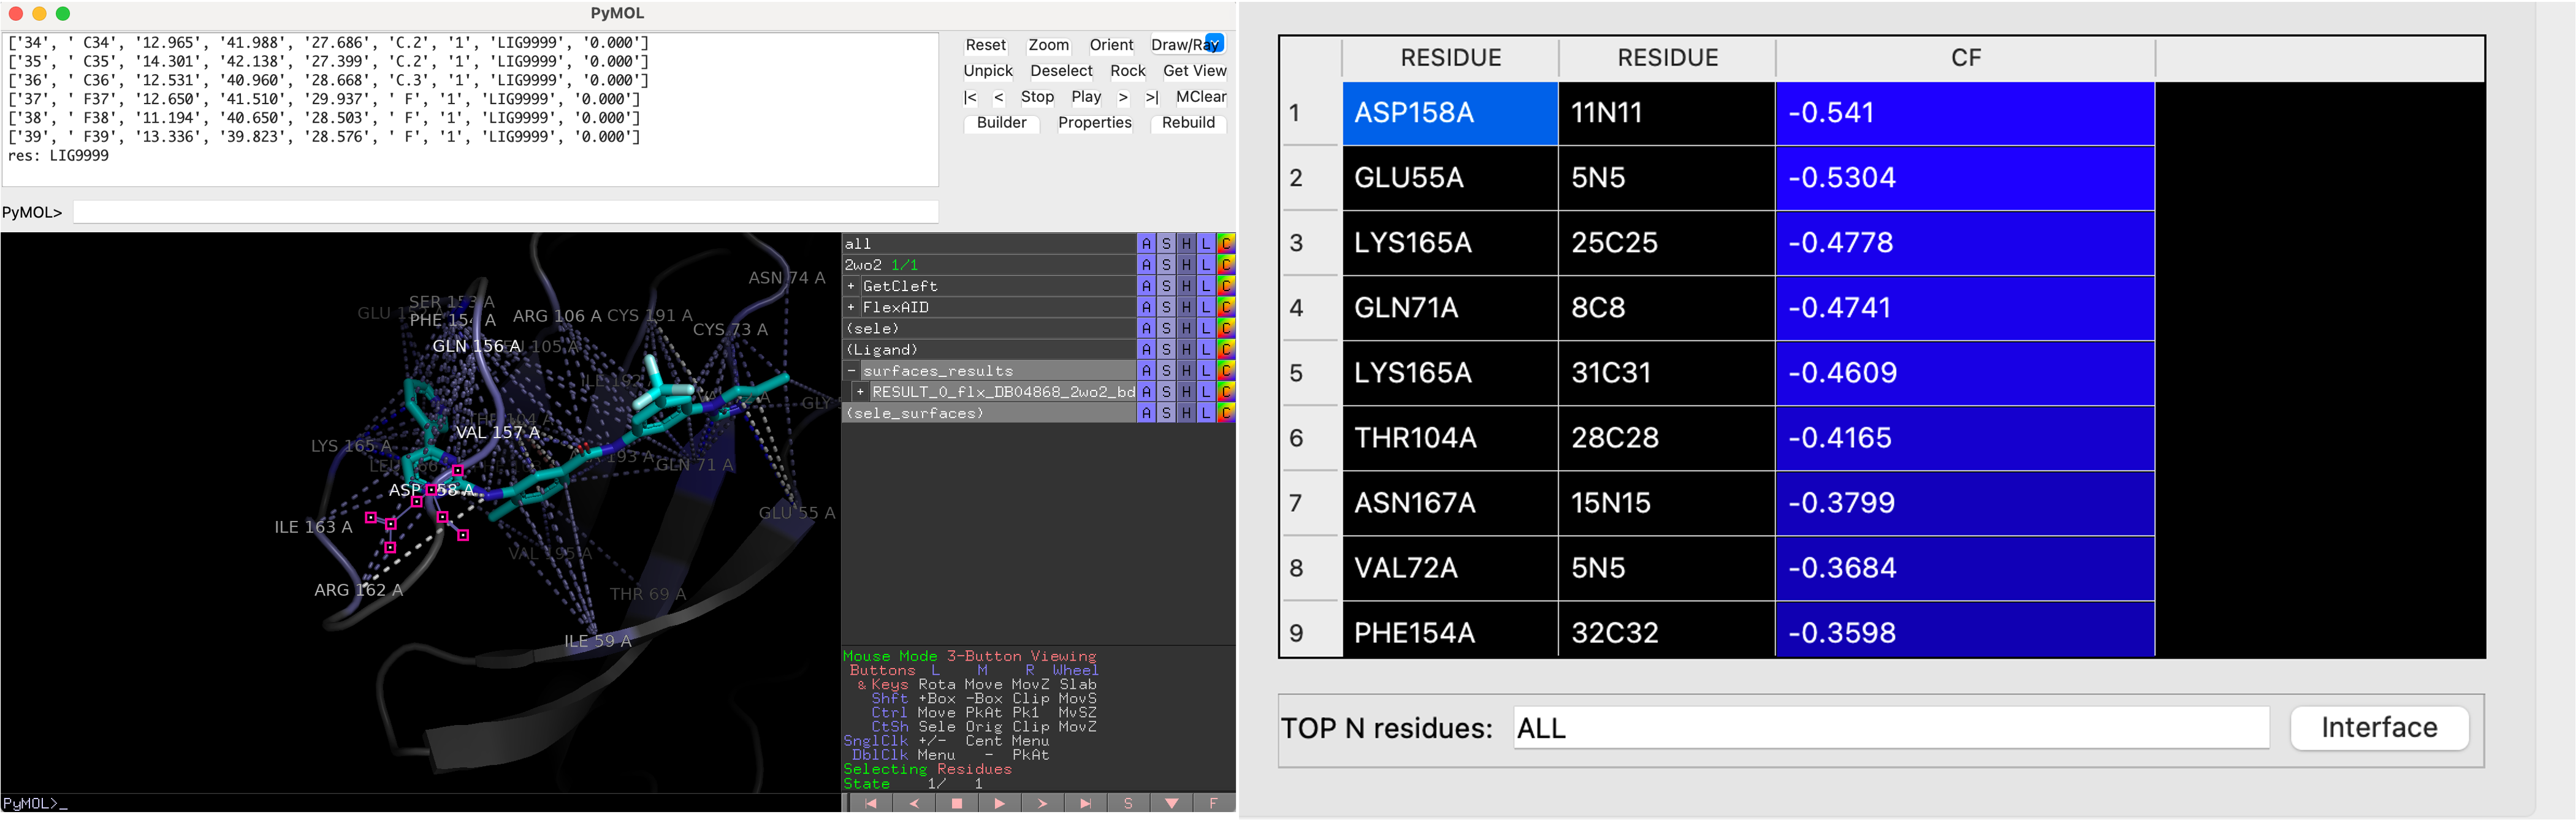 PyMOL
['34', ' C34', '12.965', '41.988', '27.686', 'C.2', '1', 'LIG9999', '0.000']
['35', ' C35', '14.301', '42.138', '27.399', 'C.2', '1', 'LIG9999', '0.000']
['36', ' C36', '12.531', '40.960', '28.668', 'C.3', '1', 'LIG9999', '0.000']
['37', ' F37', '12.650', '41.510', '29.937', ' F', '1', 'LIG9999', '0.000']
['38', ' F38', '11.194', '40.650', '28.503', ' F', '1', 'LIG9999', '0.000']
['39', ' F39', '13.336', '39.823', '28.576', ' F', '1', 'LIG9999', '0.000']
res: LIG9999
PyMOL>
Reset Zoom Orient Draw/Ray
Unpick Deselect Rock Get View
|< < Stop Play > >| MClear
Builder Properties Rebuild
ASN 74 A
SER 153 A
GLU
PHE 154 A
ARG 106 A
CYS 191 A
CYS 73 A
GLN 156 A
105 A
ILE 192
GLY
THR 104 A
VAL 157 A
LYS 165 A
193 A
GLN 71 A
ASP 158 A
GLU 55 A
ILE 163 A
VAL 195 A
ARG 162 A
THR 69 A
ILE 59 A
PyMOL>_
all A S H L C
2wo2 1/1 A S H L C
+ GetCleft A S H L C
+ FlexAID A S H L C
(sele) A S H L C
(Ligand) A S H L C
- surfaces_results A S H L C
+ RESULT_0_flx_DB04868_2wo2_bd A S H L C
(sele_surfaces) A S H L C
Mouse Mode 3-Button Viewing
Buttons L M R Wheel
& Keys Rota Move MovZ Slab
Shft +Box -Box Clip MovS
Ctrl Move PkAt Pk1 MvSZ
CtSh Sele Orig Clip MovZ
SnglClk +/- Cent Menu
DblClk Menu - PkAt
Selecting Residues
State 1/ 1
S F
RESIDUE RESIDUE CF
1 ASP158A 11N11 -0.541
2 GLU55A 5N5 -0.5304
3 LYS165A 25C25 -0.4778
4 GLN71A 8C8 -0.4741
5 LYS165A 31C31 -0.4609
6 THR104A 28C28 -0.4165
7 ASN167A 15N15 -0.3799
8 VAL72A 5N5 -0.3684
9 PHE154A 32C32 -0.3598
TOP N residues: ALL Interface